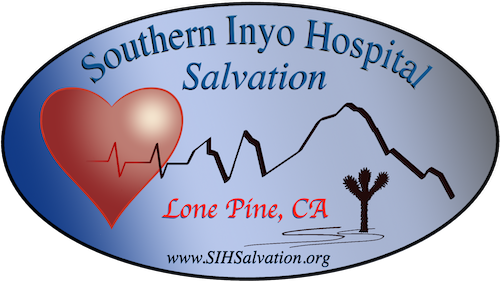 Southern Inyo Hospital
Salvation
Lone Pine, CA
www.SIHSalvation.org